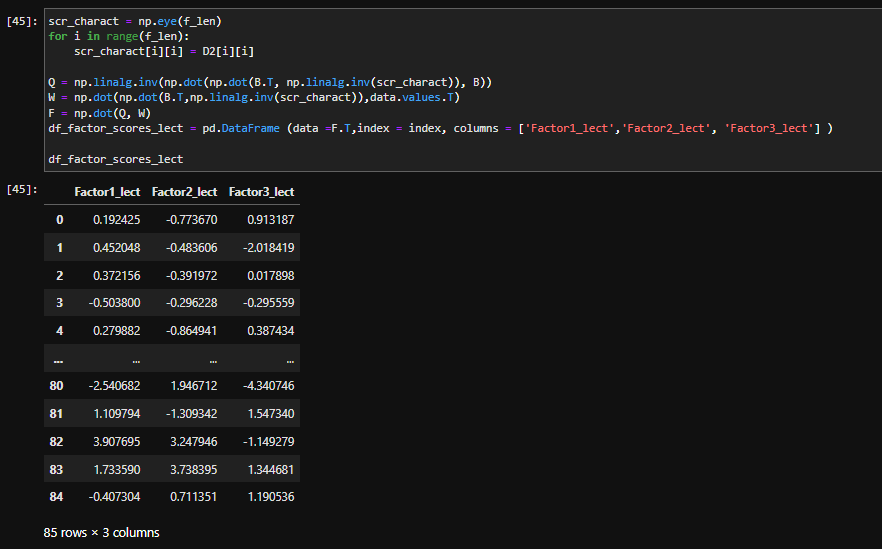 [45]: scr_charact = np.eye(f_len)
for i in range(f_len):
    scr_charact[i][i] = D2[i][i]
Q = np.linalg.inv(np.dot(np.dot(B.T, np.linalg.inv(scr_charact)), B))
W = np.dot(np.dot(B.T,np.linalg.inv(scr_charact)),data.values.T)
F = np.dot(Q, W)
df_factor_scores_lect = pd.DataFrame (data =F.T,index = index, columns = ['Factor1_lect','Factor2_lect', 'Factor3_lect'] )
df_factor_scores_lect
[45]: Factor1_lect Factor2_lect Factor3_lect
0 0.192425 -0.773670 0.913187
1 0.452048 -0.483606 -2.018419
2 0.372156 -0.391972 0.017898
3 -0.503800 -0.296228 -0.295559
4 0.279882 -0.864941 0.387434
... ... ... ...
80 -2.540682 1.946712 -4.340746
81 1.109794 -1.309342 1.547340
82 3.907695 3.247946 -1.149279
83 1.733590 3.738395 1.344681
84 -0.407304 0.711351 1.190536
85 rows × 3 columns